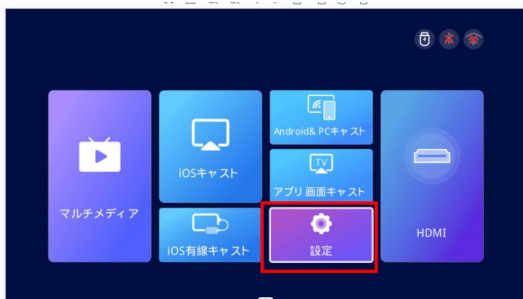 Android& PCキャスト
iOSキャスト
TV
アプリ画面キャスト
マルチメディア
iOS有線キャスト
設定
HDMI